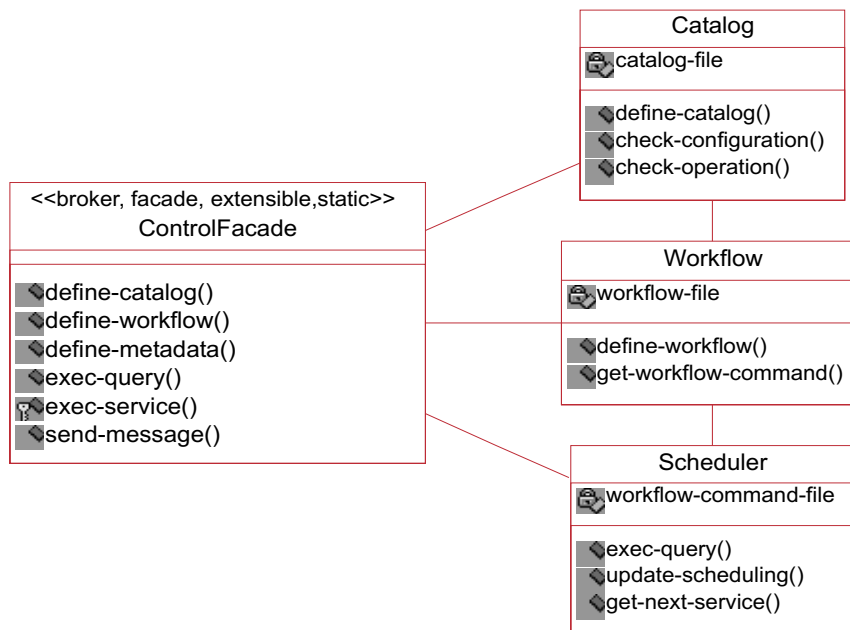 <<broker, facade, extensible,static>>
ControlFacade
define-catalog()
define-workflow()
define-metadata()
exec-query()
exec-service()
send-message()
Catalog
catalog-file
define-catalog()
check-configuration()
check-operation()
Workflow
workflow-file
define-workflow()
get-workflow-command()
Scheduler
workflow-command-file
exec-query()
update-scheduling()
get-next-service()